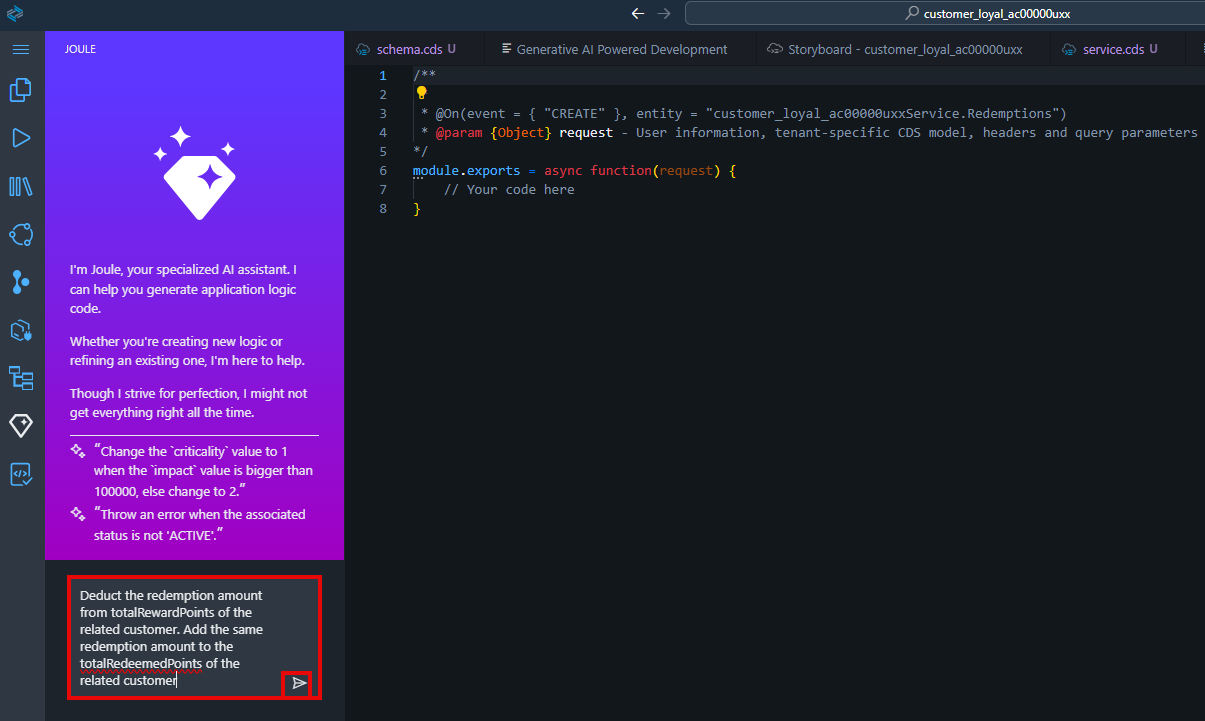 customer_loyal_ac00000uxx
JOULE
schema.cds U
Generative AI Powered Development
Storyboard - customer_loyal_ac00000uxx
service.cds U
I'm Joule, your specialized AI assistant. I
can help you generate application logic
code.
Whether you're creating new logic or
refining an existing one, I'm here to help.
Though I strive for perfection, I might not
get everything right all the time.
"Change the `criticality` value to 1
when the `impact` value is bigger than
100000, else change to 2."
"Throw an error when the associated
status is not 'ACTIVE'."
Deduct the redemption amount
from totalRewardPoints of the
related customer. Add the same
redemption amount to the
totalRedeemedPoints of the
related customer
1 /**
2
3 * @On(event = { "CREATE" }, entity = "customer_loyal_ac00000uxxService.Redemptions")
4 * @param {Object} request - User information, tenant-specific CDS model, headers and query parameters
5 */
6 module.exports = async function(request) {
7 // Your code here
8 }